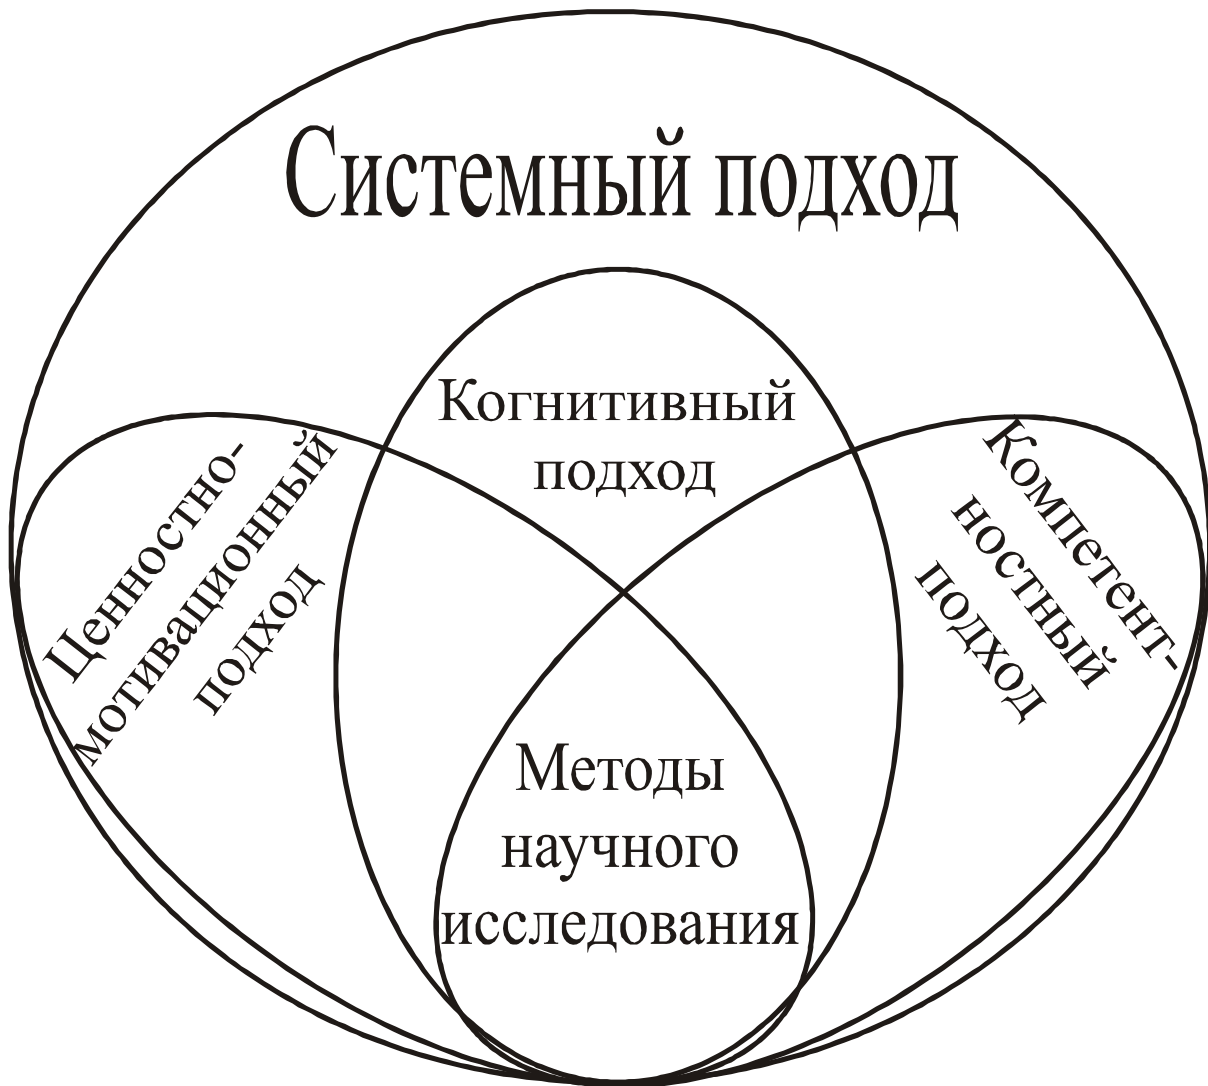 Системный подход
Когнитивный
подход
Ценностно-
мотивационный
подход
Компетент-
ностный
подход
Методы
научного
исследования